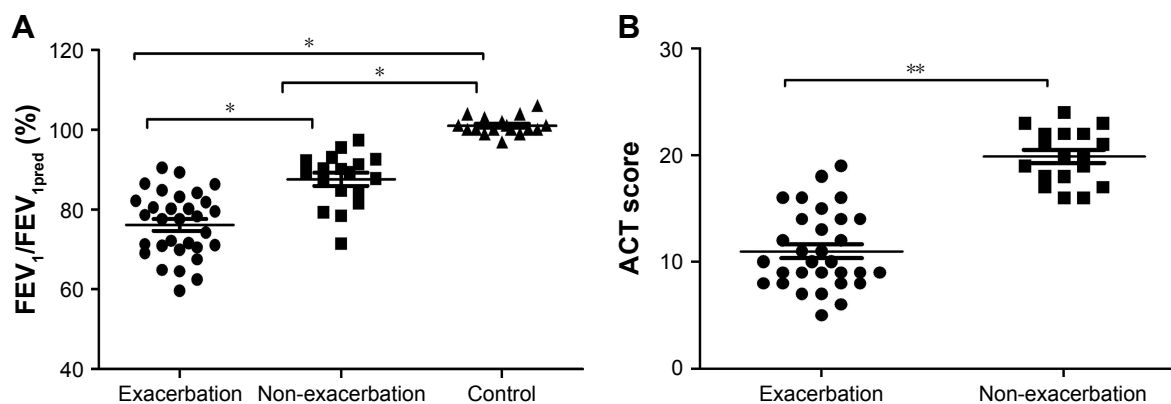 A
FEV1/FEV1pred (%)
120
100
80
60
40
*
*
*
Exacerbation Non-exacerbation Control
B
ACT score
30
20
10
0
**
Exacerbation Non-exacerbation